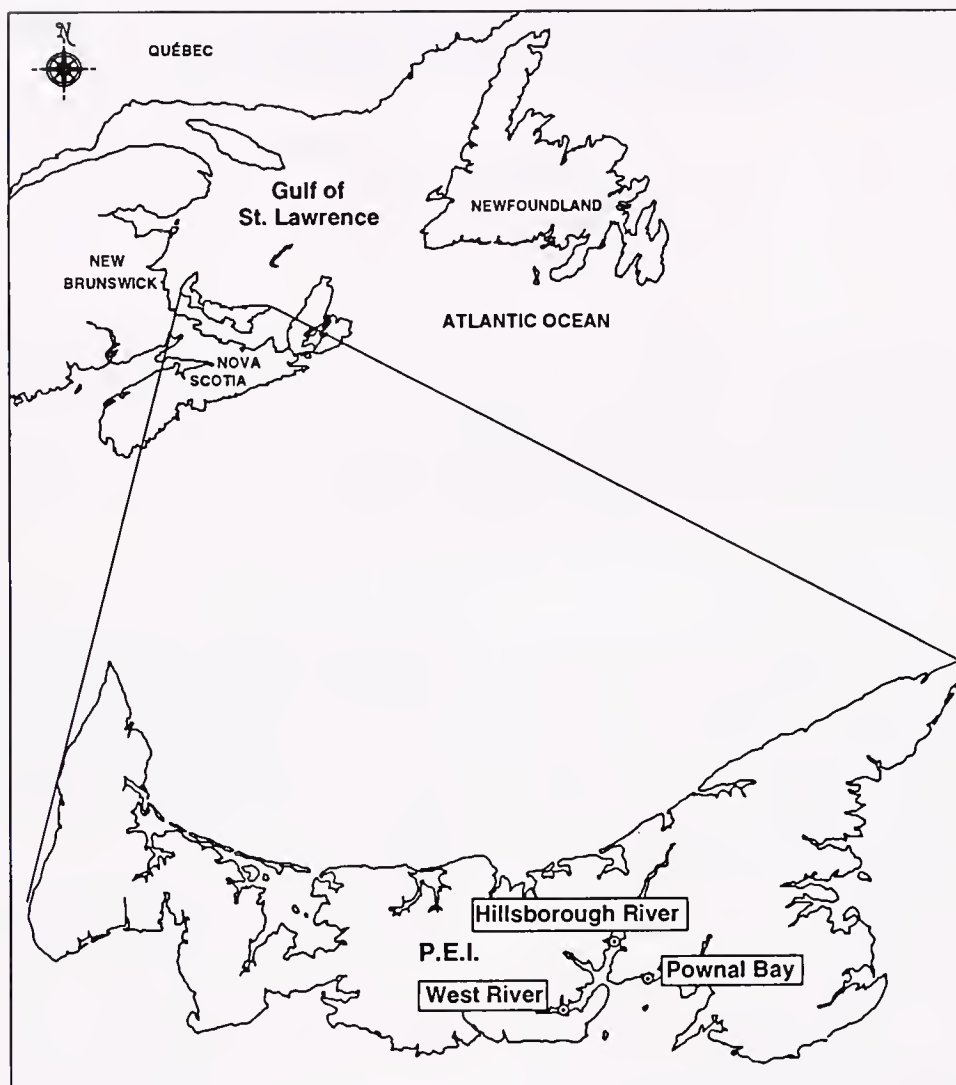 N
QUÉBEC
Gulf of
St. Lawrence
NEWFOUNDLAND
NEW
BRUNSWICK
ATLANTIC OCEAN
NOVA
SCOTIA
Hillsborough River
P.E.I.
Pownal Bay
West River